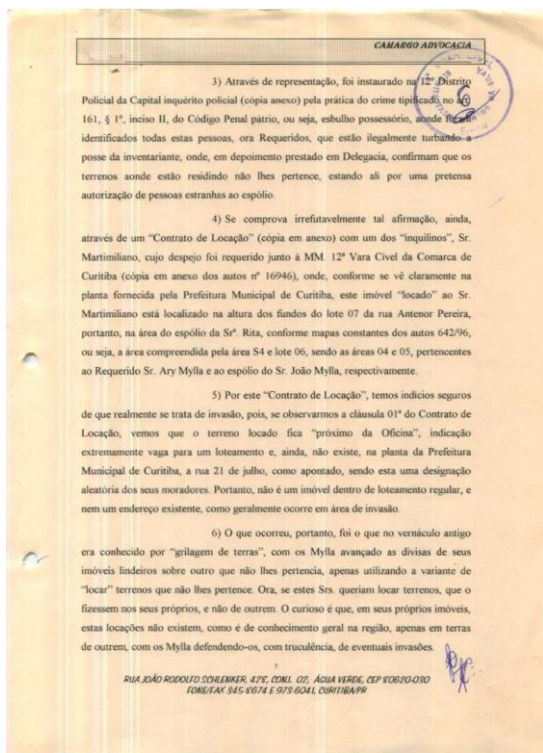 CAMARGO ADVOCACIA
3) Através de representação, foi instaurado na 12º Distrito
Policial da Capital inquérito policial (cópia anexo) pela prática do crime tipificado no art.
161, § 1º, inciso II, do Código Penal pátrio, ou seja, esbulho possessório, aonde foram
identificados todas estas pessoas, ora Requeridos, que estão ilegalmente turbando a
posse da inventariante, onde, em depoimento prestado em Delegacia, confirmam que os
terrenos aonde estão residindo não lhes pertence, estando ali por uma pretensa
autorização de pessoas estranhas ao espólio.
4) Se comprova irrefutavelmente tal afirmação, ainda,
através de um "Contrato de Locação" (cópia em anexo) com um dos "inquilinos", Sr.
Martimiliano, cujo despejo foi requerido junto à MM. 12ª Vara Cível da Comarca de
Curitiba (cópia em anexo dos autos nº 16946), onde, conforme se vê claramente na
planta fornecida pela Prefeitura Municipal de Curitiba, este imóvel "locado" ao Sr.
Martimiliano está localizado na altura dos fundos do lote 07 da rua Antenor Pereira,
portanto, na área do espólio da Srª. Rita, conforme mapas constantes dos autos 642/96,
ou seja, a área compreendida pela área S4 e lote 06, sendo as áreas 04 e 05, pertencentes
ao Requerido Sr. Ary Mylla e ao espólio do Sr. João Mylla, respectivamente.
5) Por este "Contrato de Locação", temos indícios seguros
de que realmente se trata de invasão, pois, se observarmos a cláusula 01ª do Contrato de
Locação, vemos que o terreno locado fica "próximo da Oficina", indicação
extremamente vaga para um loteamento e, ainda, não existe, na planta da Prefeitura
Municipal de Curitiba, a rua 21 de julho, como apontado, sendo esta uma designação
aleatória dos seus moradores. Portanto, não é um imóvel dentro de loteamento regular, e
nem um endereço existente, como geralmente ocorre em área de invasão.
6) O que ocorreu, portanto, foi o que no vernáculo antigo
era conhecido por "grilagem de terras", com os Mylla avançado as divisas de seus
imóveis lindeiros sobre outro que não lhes pertencia, apenas utilizando a variante de
"locar" terrenos que não lhes pertence. Ora, se estes Srs. queriam locar terrenos, que o
fizessem nos seus próprios, e não de outrem. O curioso é que, em seus próprios imóveis,
estas locações não existem, como é de conhecimento geral na região, apenas em terras
de outrem, com os Mylla defendendo-os, com truculência, de eventuais invasões.
RUA JOÃO RODOLFO SCHLENKER, 428, CONJ. 02, ÁGUA VERDE, CEP 80620-030
FONE/FAX 345-8674 E 973-6041, CURITIBA/PR